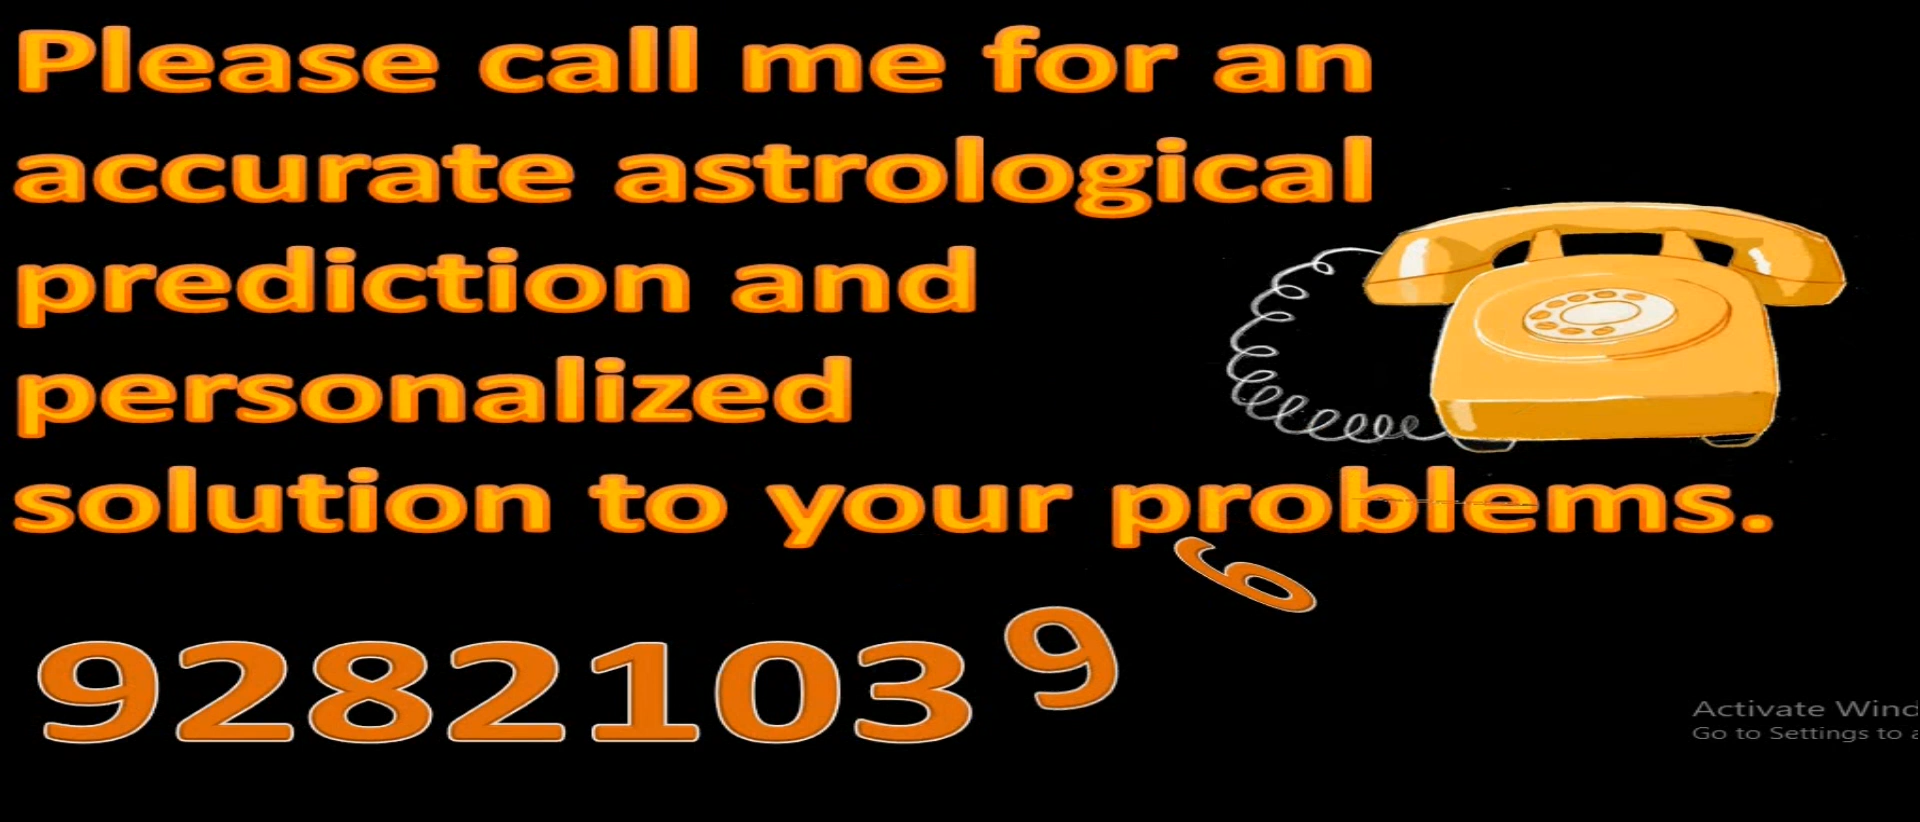 Please call me for an
accurate astrological
prediction and
personalized
solution to your problems.
92821039
Activate Wind
Go to Settings to a